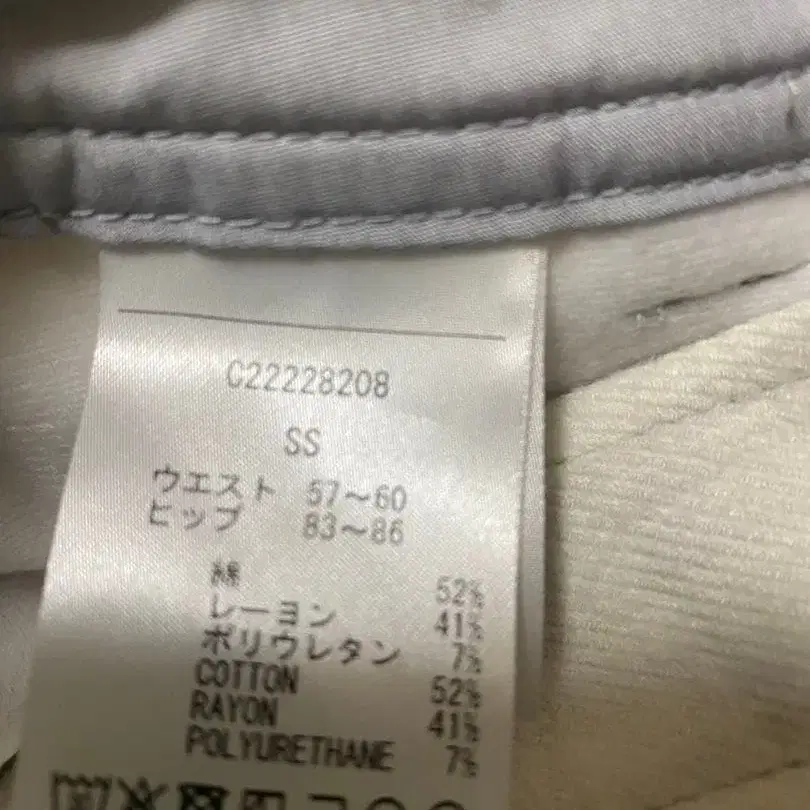 C22228208
SS
ウエスト 57～60
ヒップ 83～86
綿 52%
レーヨン 41%
ポリウレタン 7%
COTTON 52%
RAYON 41%
POLYURETHANE 7%